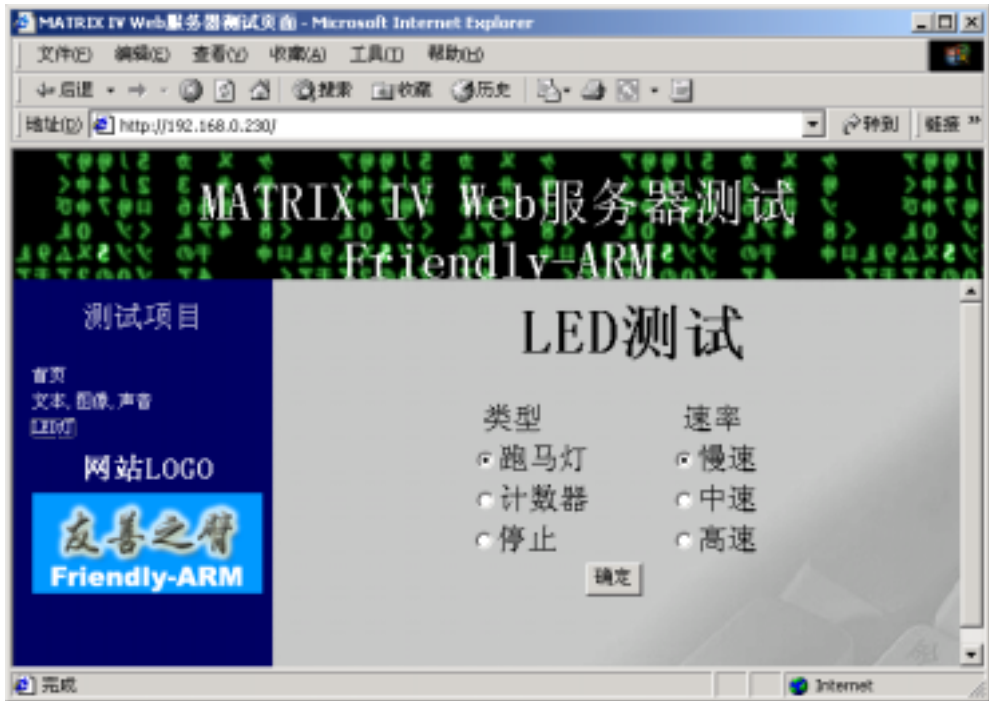 MATRIX IV Web服务器测试页面 - Microsoft Internet Explorer
文件(F) 编辑(E) 查看(V) 收藏(A) 工具(T) 帮助(H)
后退 搜索 收藏 历史
地址(D) http://192.168.0.230/ 转到 链接 »
MATRIX IV Web服务器测试
Friendly-ARM
测试项目
首页
文本,图像,声音
LED灯
网站LOGO
友善之臂
Friendly-ARM
LED测试
类型 速率
跑马灯 慢速
计数器 中速
停止 高速
确定
完成 Internet